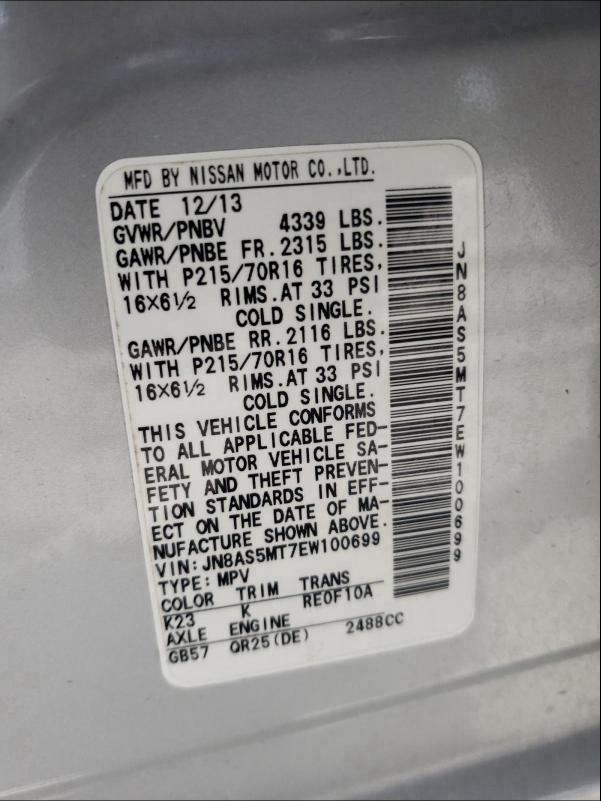 MFD BY NISSAN MOTOR CO.,LTD.
DATE 12/13
GVWR/PNBV 4339 LBS.
GAWR/PNBE FR. 2315 LBS.
WITH P215/70R16 TIRES,
16X6½ RIMS. AT 33 PSI
COLD SINGLE.
GAWR/PNBE RR. 2116 LBS.
WITH P215/70R16 TIRES,
16X6½ RIMS. AT 33 PSI
COLD SINGLE.
THIS VEHICLE CONFORMS
TO ALL APPLICABLE FED-
ERAL MOTOR VEHICLE SA-
FETY AND THEFT PREVEN-
TION STANDARDS IN EFF-
ECT ON THE DATE OF MA-
NUFACTURE SHOWN ABOVE.
VIN: JN8AS5MT7EW100699
TYPE: MPV
COLOR TRIM TRANS
K23 K RE0F10A
AXLE ENGINE
GB57 QR25(DE) 2488CC
JN8AS5MT7EW100699